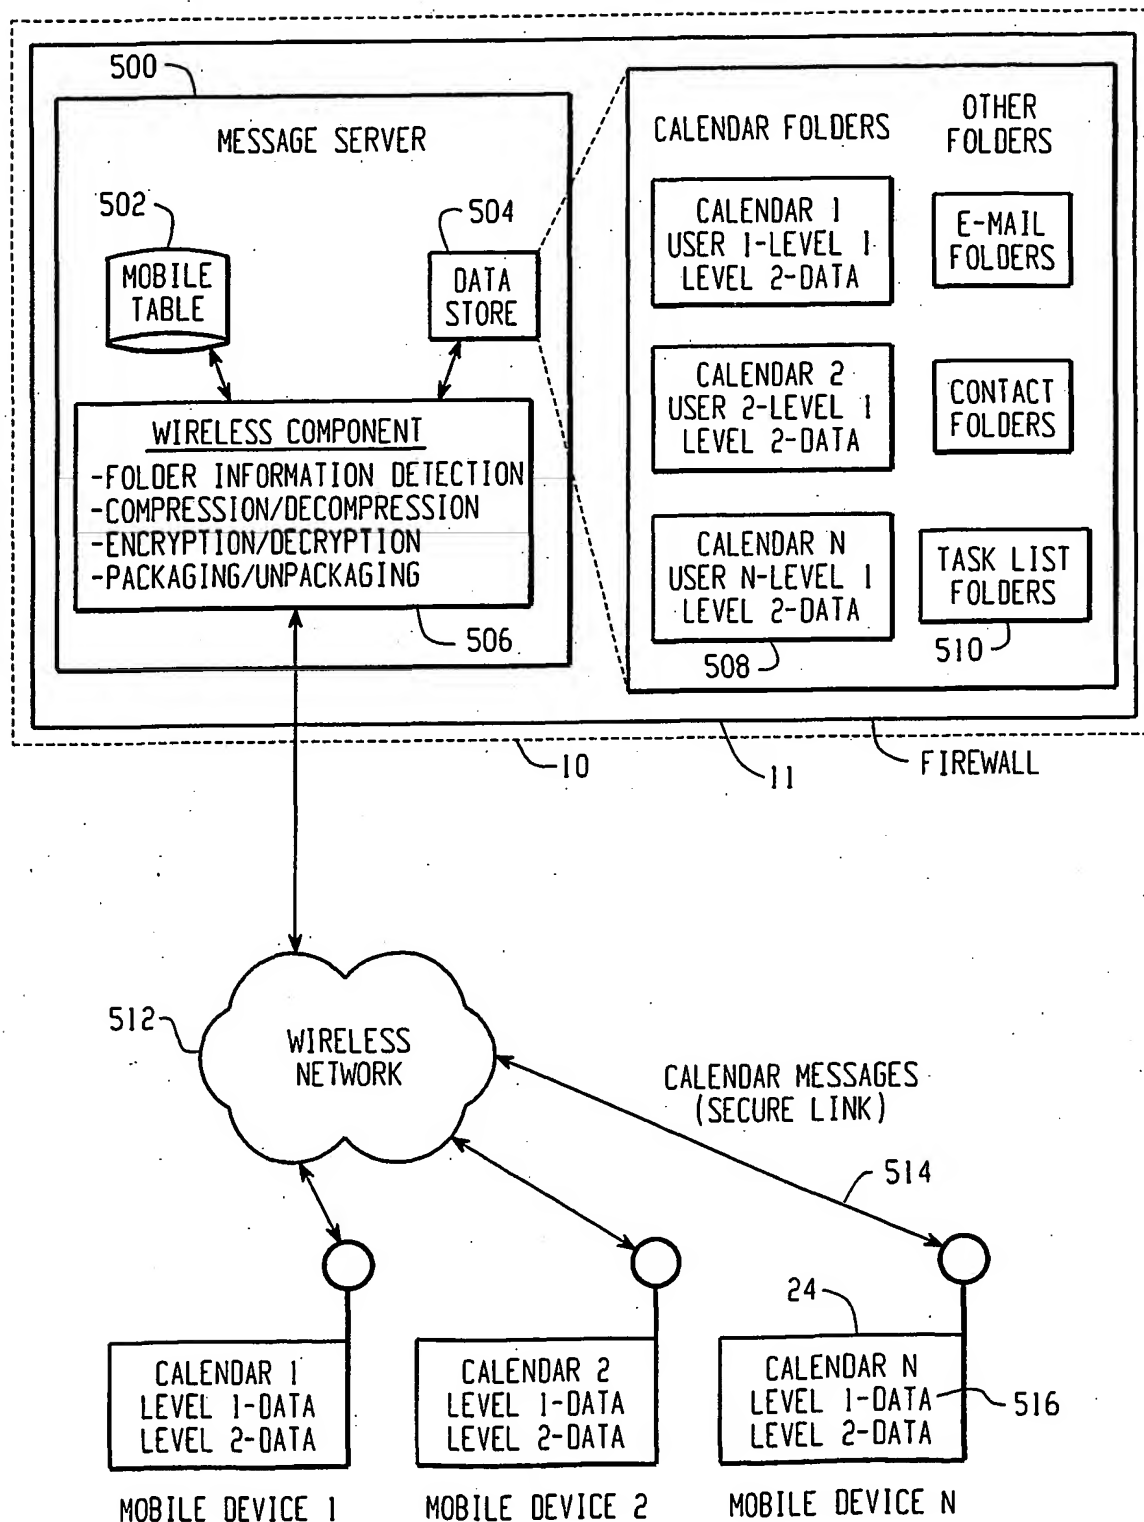 500
MESSAGE SERVER
502
504
MOBILE
TABLE
DATA
STORE
WIRELESS COMPONENT
-FOLDER INFORMATION DETECTION
-COMPRESSION/DECOMPRESSION
-ENCRYPTION/DECRYPTION
-PACKAGING/UNPACKAGING
506
CALENDAR FOLDERS
OTHER
FOLDERS
CALENDAR 1
USER 1-LEVEL 1
LEVEL 2-DATA
E-MAIL
FOLDERS
CALENDAR 2
USER 2-LEVEL 1
LEVEL 2-DATA
CONTACT
FOLDERS
CALENDAR N
USER N-LEVEL 1
LEVEL 2-DATA
TASK LIST
FOLDERS
508
510
10
11
FIREWALL
512
WIRELESS
NETWORK
CALENDAR MESSAGES
(SECURE LINK)
514
24
CALENDAR 1
LEVEL 1-DATA
LEVEL 2-DATA
CALENDAR 2
LEVEL 1-DATA
LEVEL 2-DATA
CALENDAR N
LEVEL 1-DATA
LEVEL 2-DATA
516
MOBILE DEVICE 1
MOBILE DEVICE 2
MOBILE DEVICE N